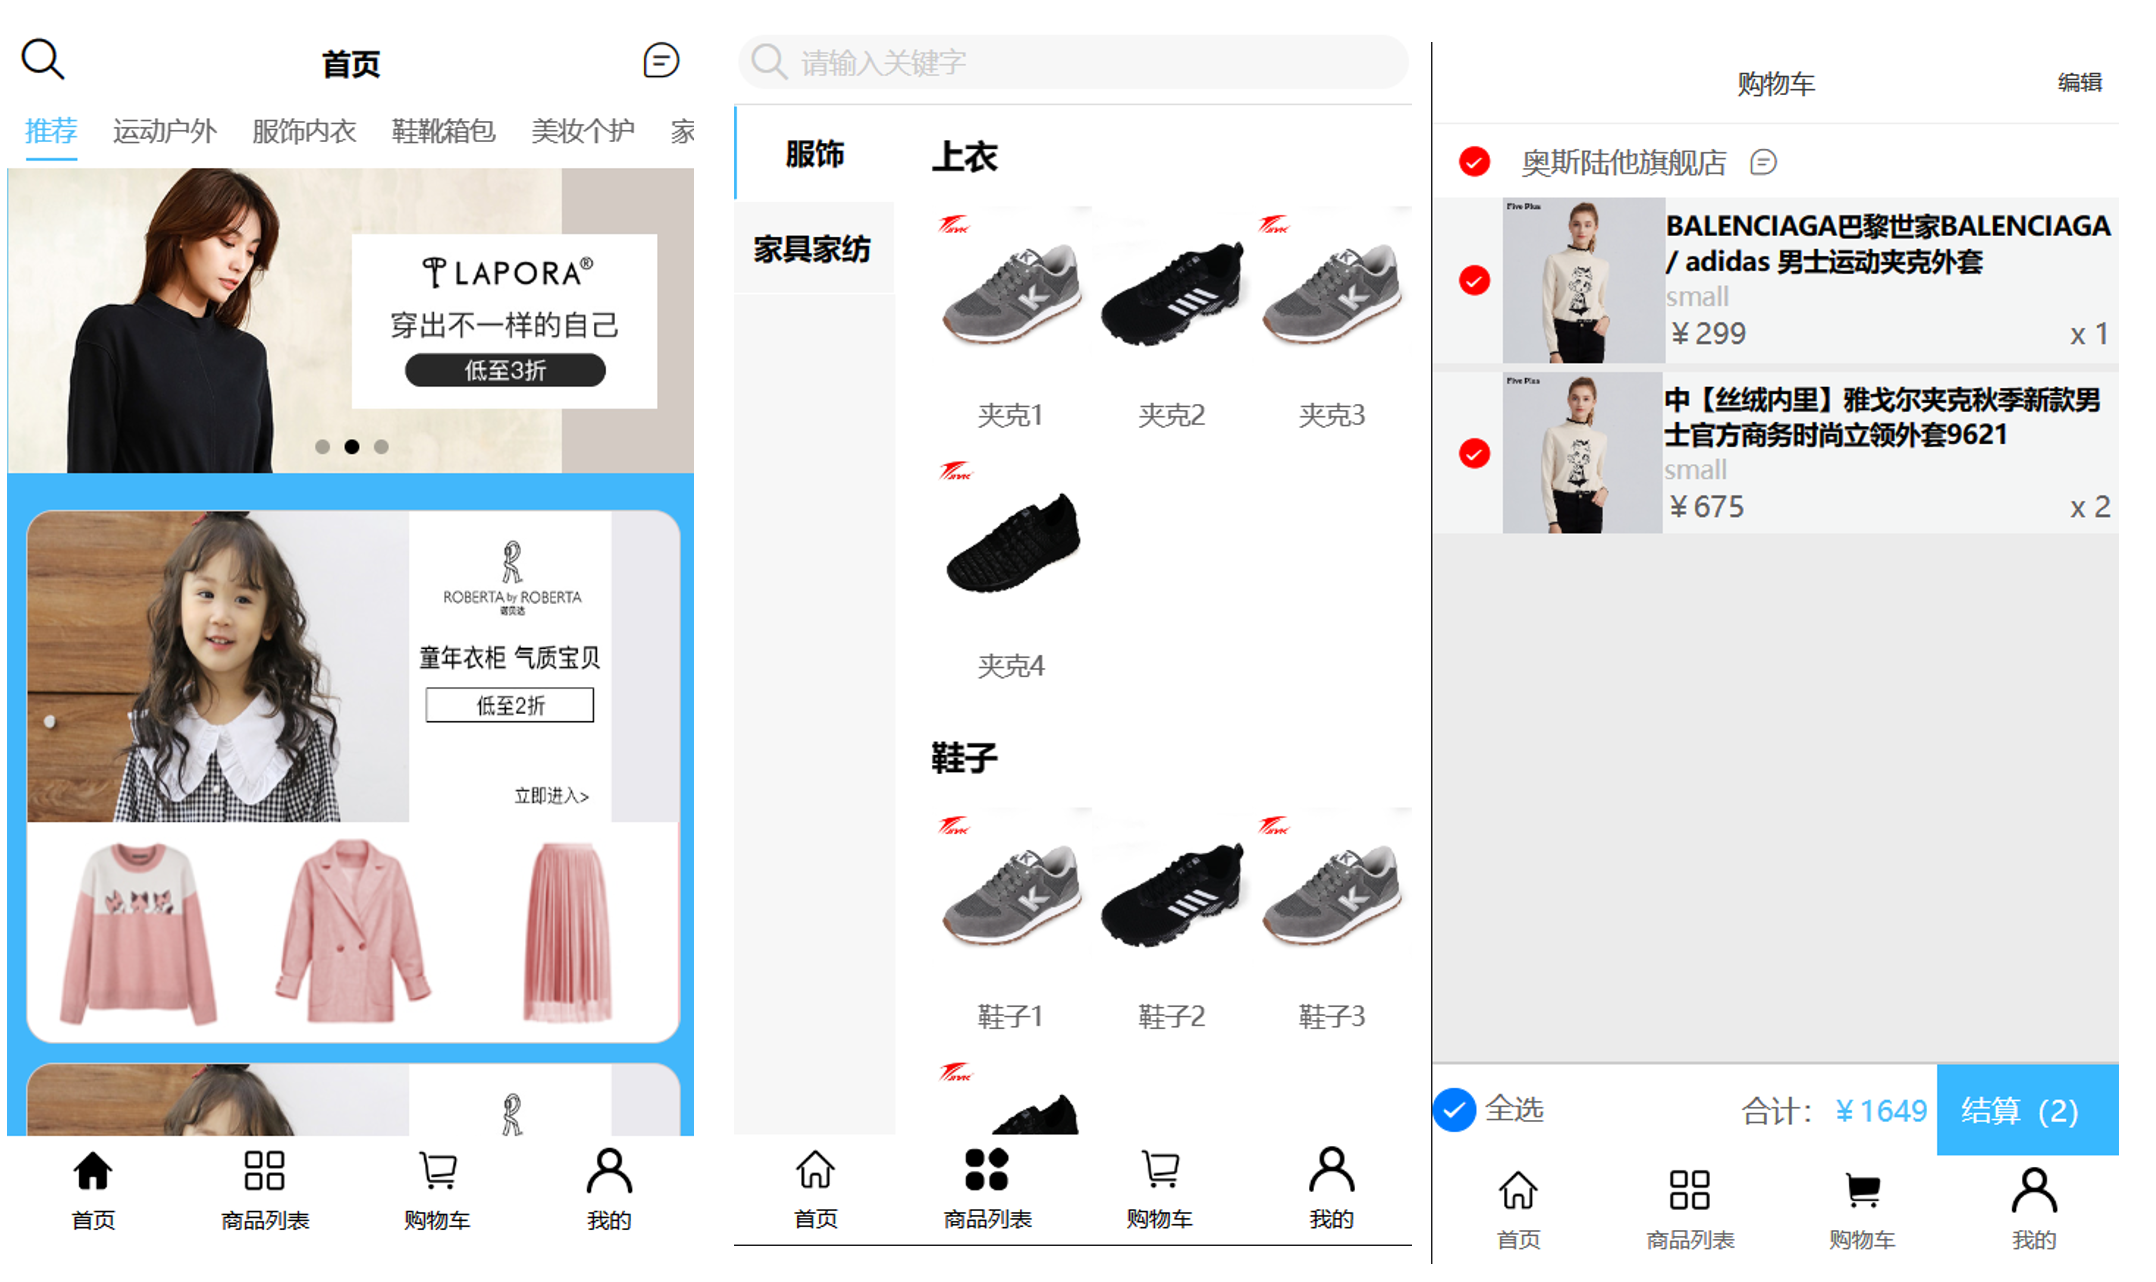 首页
推荐 运动户外 服饰内衣 鞋靴箱包 美妆个护 家
LAPORA®
穿出不一样的自己
低至3折
ROBERTA by ROBERTA
诺贝达
童年衣柜 气质宝贝
低至2折
立即进入>
首页 商品列表 购物车 我的
请输入关键字
服饰
家具家纺
上衣
夹克1 夹克2 夹克3
夹克4
鞋子
鞋子1 鞋子2 鞋子3
首页 商品列表 购物车 我的
购物车 编辑
奥斯陆他旗舰店
Five Plus
BALENCIAGA巴黎世家BALENCIAGA
/ adidas 男士运动夹克外套
small
¥299 x 1
Five Plus
中【丝绒内里】雅戈尔夹克秋季新款男
士官方商务时尚立领外套9621
small
¥675 x 2
全选 合计：¥1649 结算（2）
首页 商品列表 购物车 我的